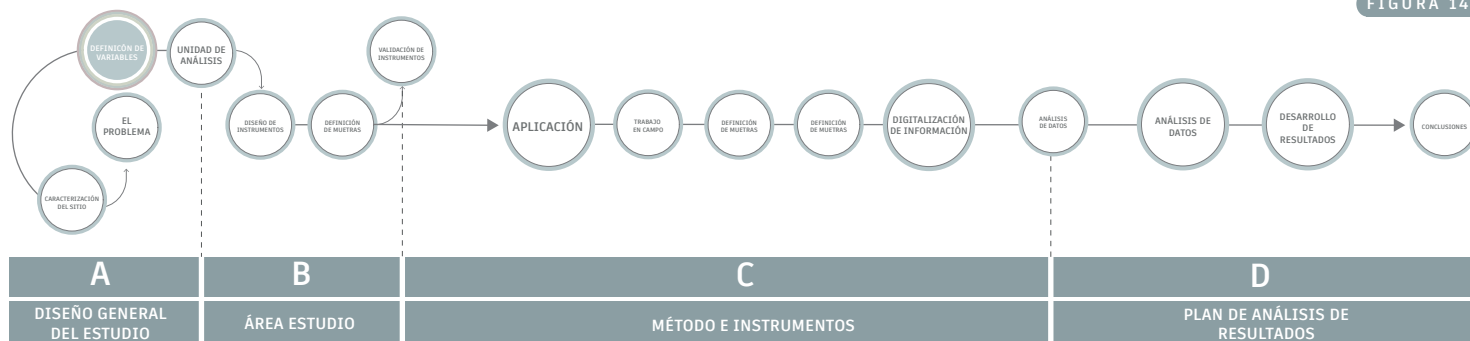 FIGURA 14
DEFINICÓN DE
VARIABLES
UNIDAD DE
ANÁLISIS
VALIDACIÓN DE
INSTRUMENTOS
EL
PROBLEMA
CARACTERIZACIÓN
DEL SITIO
DISEÑO DE
INSTRUMENTOS
DEFINICIÓN
DE MUETRAS
APLICACIÓN
TRABAJO
EN CAMPO
DEFINICIÓN
DE MUETRAS
DEFINICIÓN
DE MUETRAS
DIGITALIZACIÓN
DE INFORMACIÓN
ANÁLISIS
DE DATOS
ANÁLISIS DE
DATOS
DESARROLLO
DE
RESULTADOS
CONCLUSIONES
A
B
C
D
DISEÑO GENERAL
DEL ESTUDIO
ÁREA ESTUDIO
MÉTODO E INSTRUMENTOS
PLAN DE ANÁLISIS DE
RESULTADOS